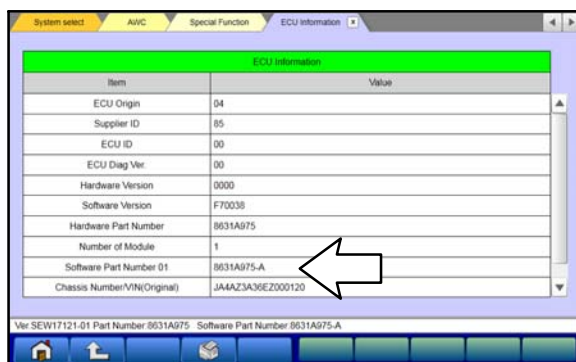 System select AWC Special Function ECU Information x
ECU Information
Item Value
ECU Origin 04
Supplier ID 85
ECU ID 00
ECU Diag Ver. 00
Hardware Version 0000
Software Version F70038
Hardware Part Number 8631A975
Number of Module 1
Software Part Number 01 8631A975-A
Chassis Number/VIN(Original) JA4AZ3A36EZ000120
Ver.SEW17121-01 Part Number:8631A975 Software Part Number:8631A975-A